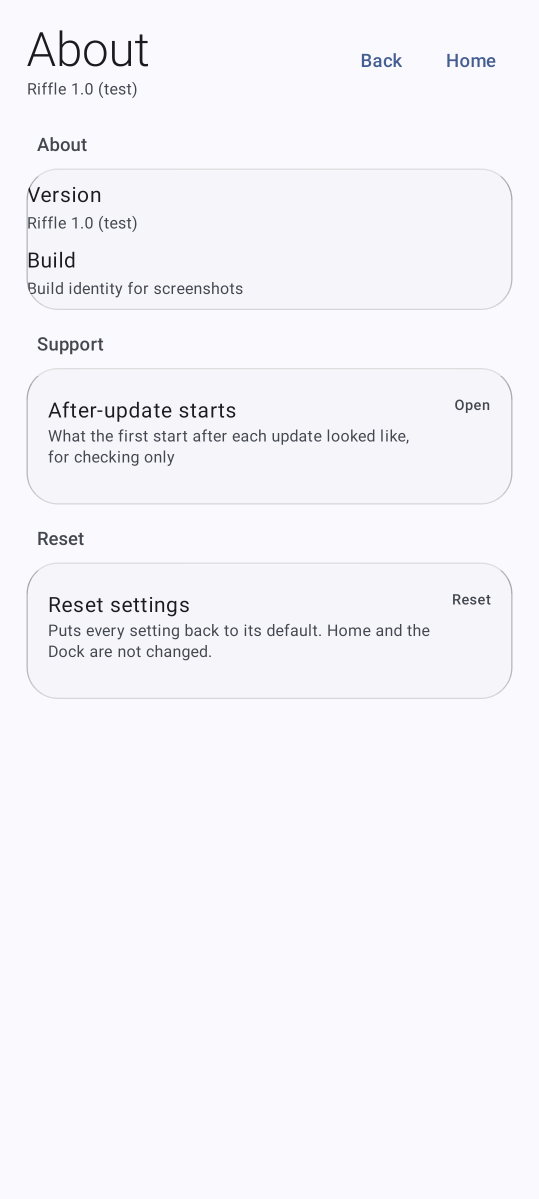 About
Back
Home
Riffle 1.0 (test)
About
Version
Riffle 1.0 (test)
Build
Build identity for screenshots
Support
After-update starts
Open
What the first start after each update looked like,
for checking only
Reset
Reset settings
Reset
Puts every setting back to its default. Home and the
Dock are not changed.